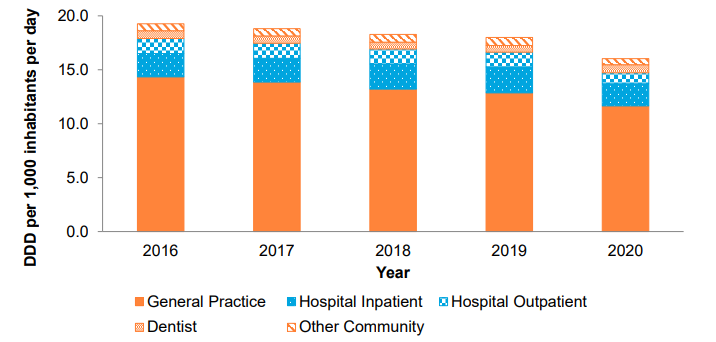 DDD per 1,000 inhabitants per day
20.0
15.0
10.0
5.0
0.0
2016 2017 2018 2019 2020
Year
General Practice Hospital Inpatient Hospital Outpatient
Dentist Other Community